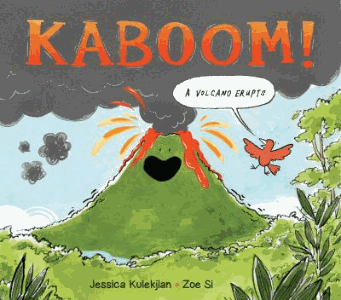 KABOOM!
A VOLCANO ERUPTS
Jessica Kulekjian • Zoe Si